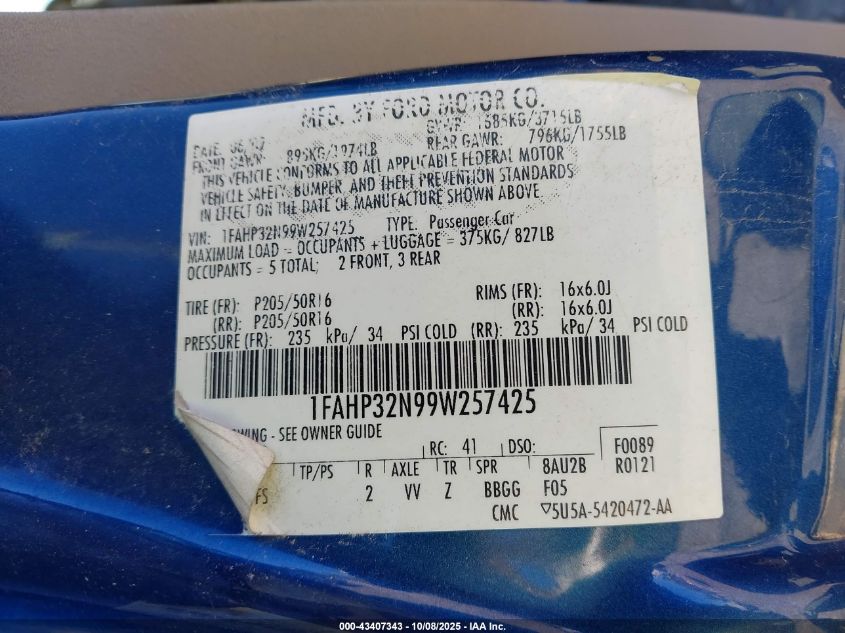 MFD. BY FORD MOTOR CO.
DATE: GVWR: 1685KG/3715LB
FRONT GAWR: 895KG/1974LB REAR GAWR: 796KG/1755LB
THIS VEHICLE CONFORMS TO ALL APPLICABLE FEDERAL MOTOR
VEHICLE SAFETY, BUMPER, AND THEFT PREVENTION STANDARDS
IN EFFECT ON THE DATE OF MANUFACTURE SHOWN ABOVE.
VIN: 1FAHP32N99W257425 TYPE: Passenger Car
MAXIMUM LOAD = OCCUPANTS + LUGGAGE = 375KG/ 827LB
OCCUPANTS = 5 TOTAL; 2 FRONT, 3 REAR
TIRE (FR): P205/50R16 RIMS (FR): 16x6.0J
(RR): P205/50R16 (RR): 16x6.0J
PRESSURE (FR): 235 kPa/ 34 PSI COLD (RR): 235 kPa/ 34 PSI COLD
1FAHP32N99W257425
WING - SEE OWNER GUIDE
RC: 41 DSO: F0089
TP/PS R AXLE TR SPR 8AU2B R0121
FS 2 VV Z BBGG F05
CMC ▽5U5A-5420472-AA
000-43407343 - 10/08/2025 - IAA Inc.